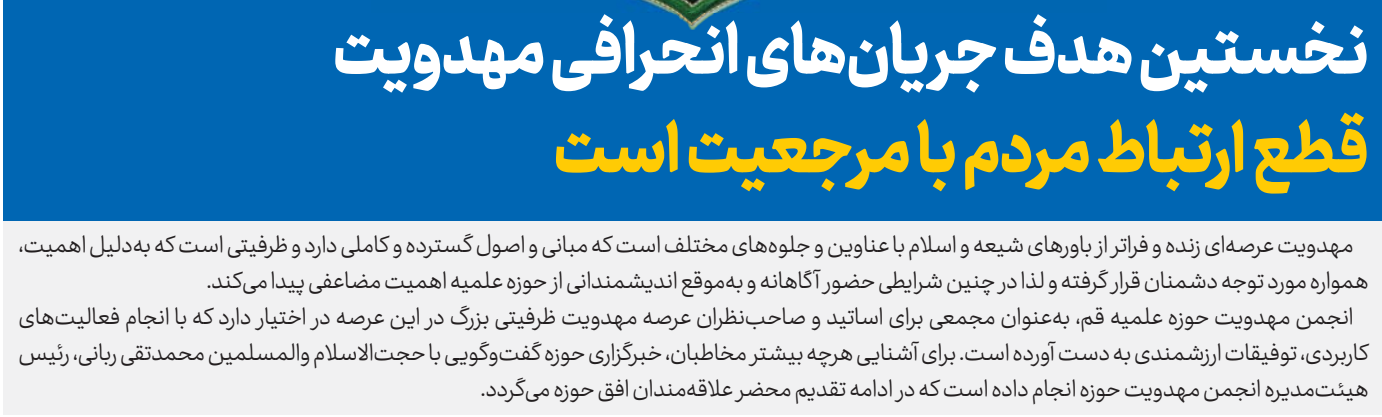 نخستین هدف جریان‌های انحرافی مهدویت
قطع ارتباط مردم با مرجعیت است
مهدویت عرصه‌ای زنده و فراتر از باورهای شیعه و اسلام با عناوین و جلوه‌های مختلف است که مبانی و اصول گسترده و کاملی دارد و ظرفیتی است که به‌دلیل اهمیت،
همواره مورد توجه دشمنان قرار گرفته و لذا در چنین شرایطی حضور آگاهانه و به‌موقع اندیشمندانی از حوزه علمیه اهمیت مضاعفی پیدا می‌کند.
انجمن مهدویت حوزه علمیه قم، به‌عنوان مجمعی برای اساتید و صاحب‌نظران عرصه مهدویت ظرفیتی بزرگ در این عرصه در اختیار دارد که با انجام فعالیت‌های
کاربردی، توفیقات ارزشمندی به دست آورده است. برای آشنایی هرچه بیشتر مخاطبان، خبرگزاری حوزه گفت‌وگویی با حجت‌الاسلام والمسلمین محمدتقی ربانی، رئیس
هیئت‌مدیره انجمن مهدویت حوزه انجام داده است که در ادامه تقدیم محضر علاقه‌مندان افق حوزه می‌گردد.